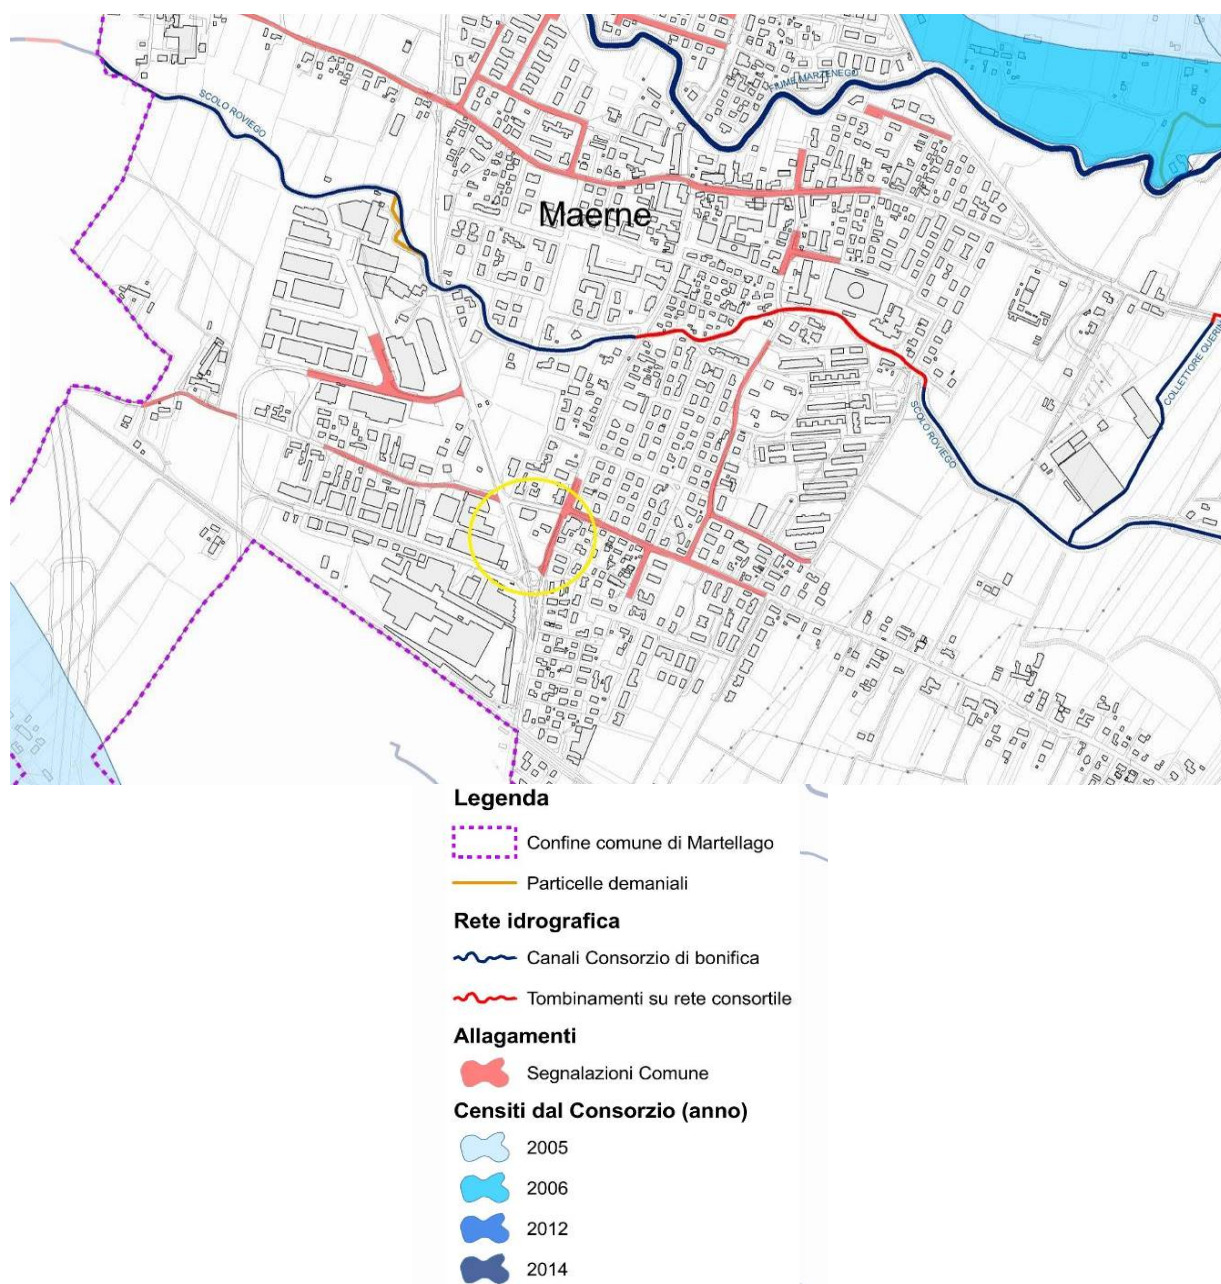 SCOLO ROVIEGO
FIUME MARZENEGO
Maerne
COLLETTORE
SCOLO ROVIEGO
Legenda
Confine comune di Martellago
Particelle demaniali
Rete idrografica
Canali Consorzio di bonifica
Tombinamenti su rete consortile
Allagamenti
Segnalazioni Comune
Censiti dal Consorzio (anno)
2005
2006
2012
2014